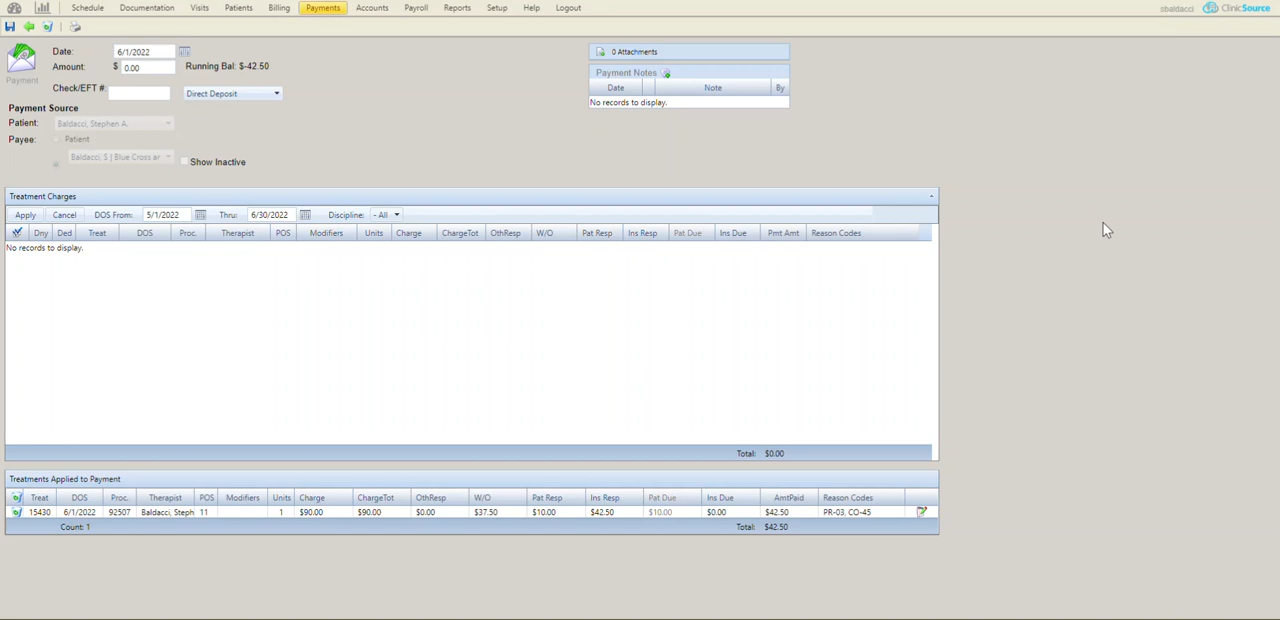 Schedule Documentation Visits Patients Billing Payments Accounts Payroll Reports Setup Help Logout sbaldacci ClinicSource
Date: 6/1/2022
Amount: $ 0.00 Running Bal: $-42.50
Payment
Check/EFT #: Direct Deposit
Payment Source
Patient: Baldacci, Stephen A.
Payee: Patient
Baldacci, S | Blue Cross ar Show Inactive
0 Attachments
Payment Notes
Date Note By
No records to display.
Treatment Charges
Apply Cancel DOS From: 5/1/2022 Thru: 6/30/2022 Discipline: - All
Dny Ded Treat DOS Proc. Therapist POS Modifiers Units Charge ChargeTot OthResp W/O Pat Resp Ins Resp Pat Due Ins Due Pmt Amt Reason Codes
No records to display.
Total: $0.00
Treatments Applied to Payment
Treat DOS Proc. Therapist POS Modifiers Units Charge ChargeTot OthResp W/O Pat Resp Ins Resp Pat Due Ins Due AmtPaid Reason Codes
15430 6/1/2022 92507 Baldacci, Steph 11 1 $90.00 $90.00 $0.00 $37.50 $10.00 $42.50 $10.00 $0.00 $42.50 PR-03, CO-45
Count: 1 Total: $42.50